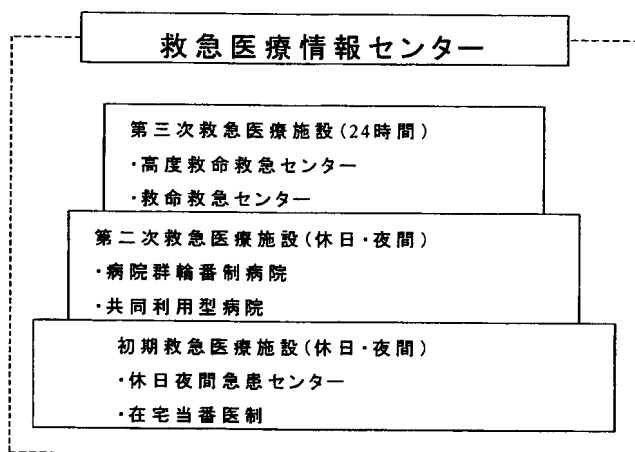 救急医療情報センター
第三次救急医療施設(24時間)
・高度救命救急センター
・救命救急センター
第二次救急医療施設(休日・夜間)
・病院群輪番制病院
・共同利用型病院
初期救急医療施設(休日・夜間)
・休日夜間急患センター
・在宅当番医制